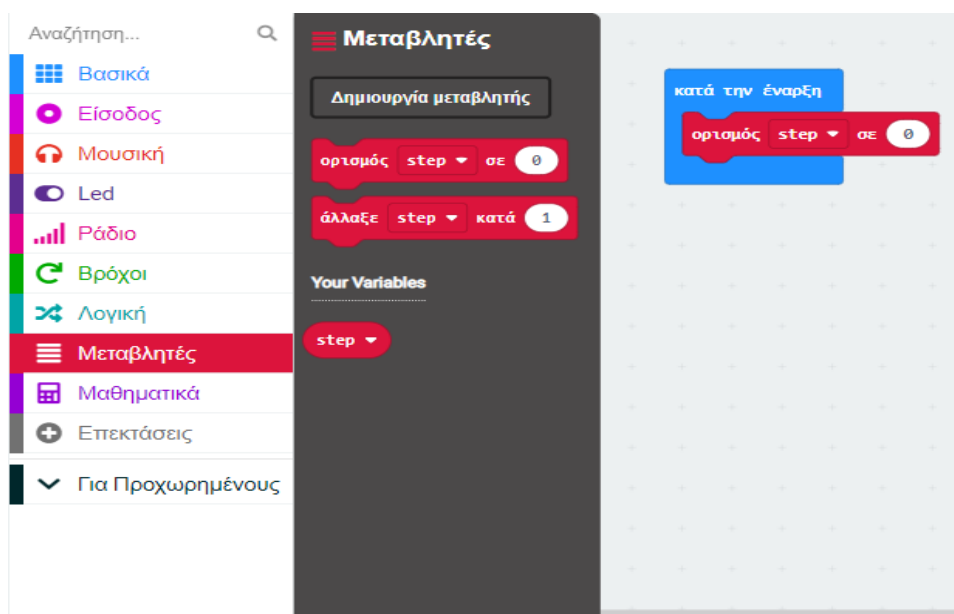 Αναζήτηση...
Βασικά
Είσοδος
Μουσική
Led
Ράδιο
Βρόχοι
Λογική
Μεταβλητές
Μαθηματικά
Επεκτάσεις
Για Προχωρημένους
Μεταβλητές
Δημιουργία μεταβλητής
ορισμός step σε 0
άλλαξε step κατά 1
Your Variables
step
κατά την έναρξη
ορισμός step σε 0